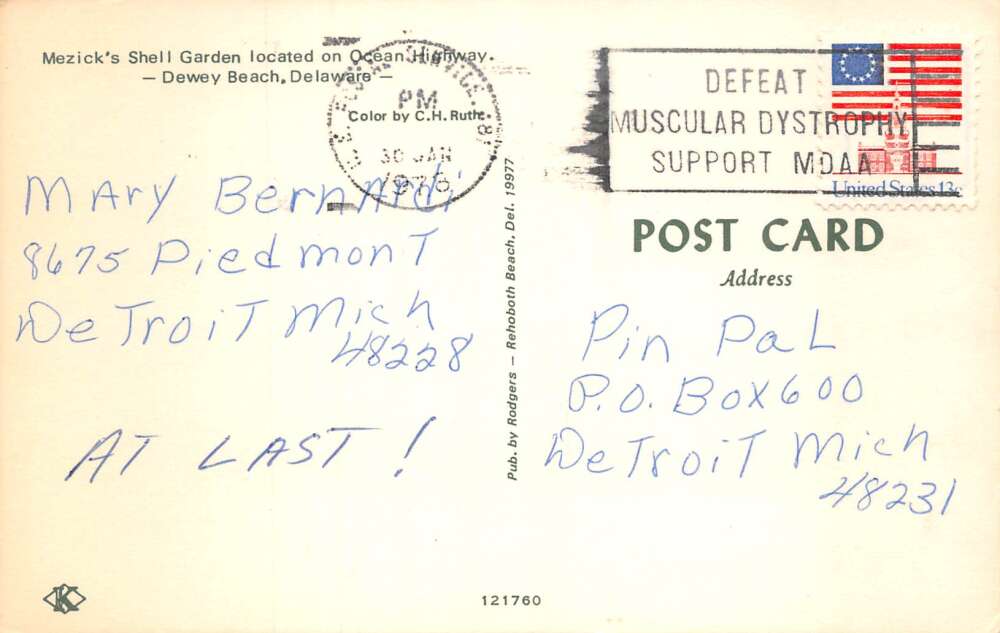 Mezick's Shell Garden located on Ocean Highway.
— Dewey Beach, Delaware —
Color by C.H. Ruth.
PM
30 JAN
1978
DEFEAT
MUSCULAR DYSTROPHY
SUPPORT MDAA
United States 13c
MARY BerNARdi
8675 Piedmont
DeTroiT Mich
48228
AT LAST!
Pub. by Rodgers — Rehoboth Beach, Del. 19977
POST CARD
Address
Pin PaL
P.O. BOX 600
DeTroiT Mich
48231
K
121760